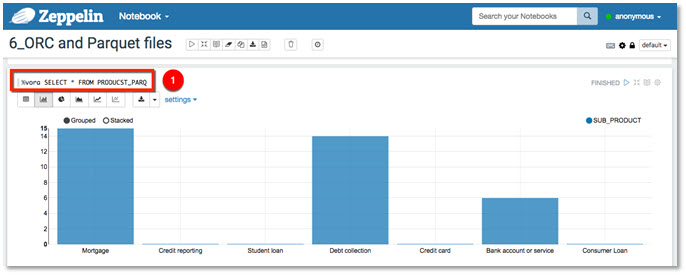 Zeppelin Notebook Search your Notebooks anonymous
6_ORC and Parquet files default
%vora SELECT * FROM PRODUCST_PARQ 1 FINISHED
settings
Grouped Stacked SUB_PRODUCT
15
14
12
10
8
6
4
2
0
Mortgage Credit reporting Student loan Debt collection Credit card Bank account or service Consumer Loan